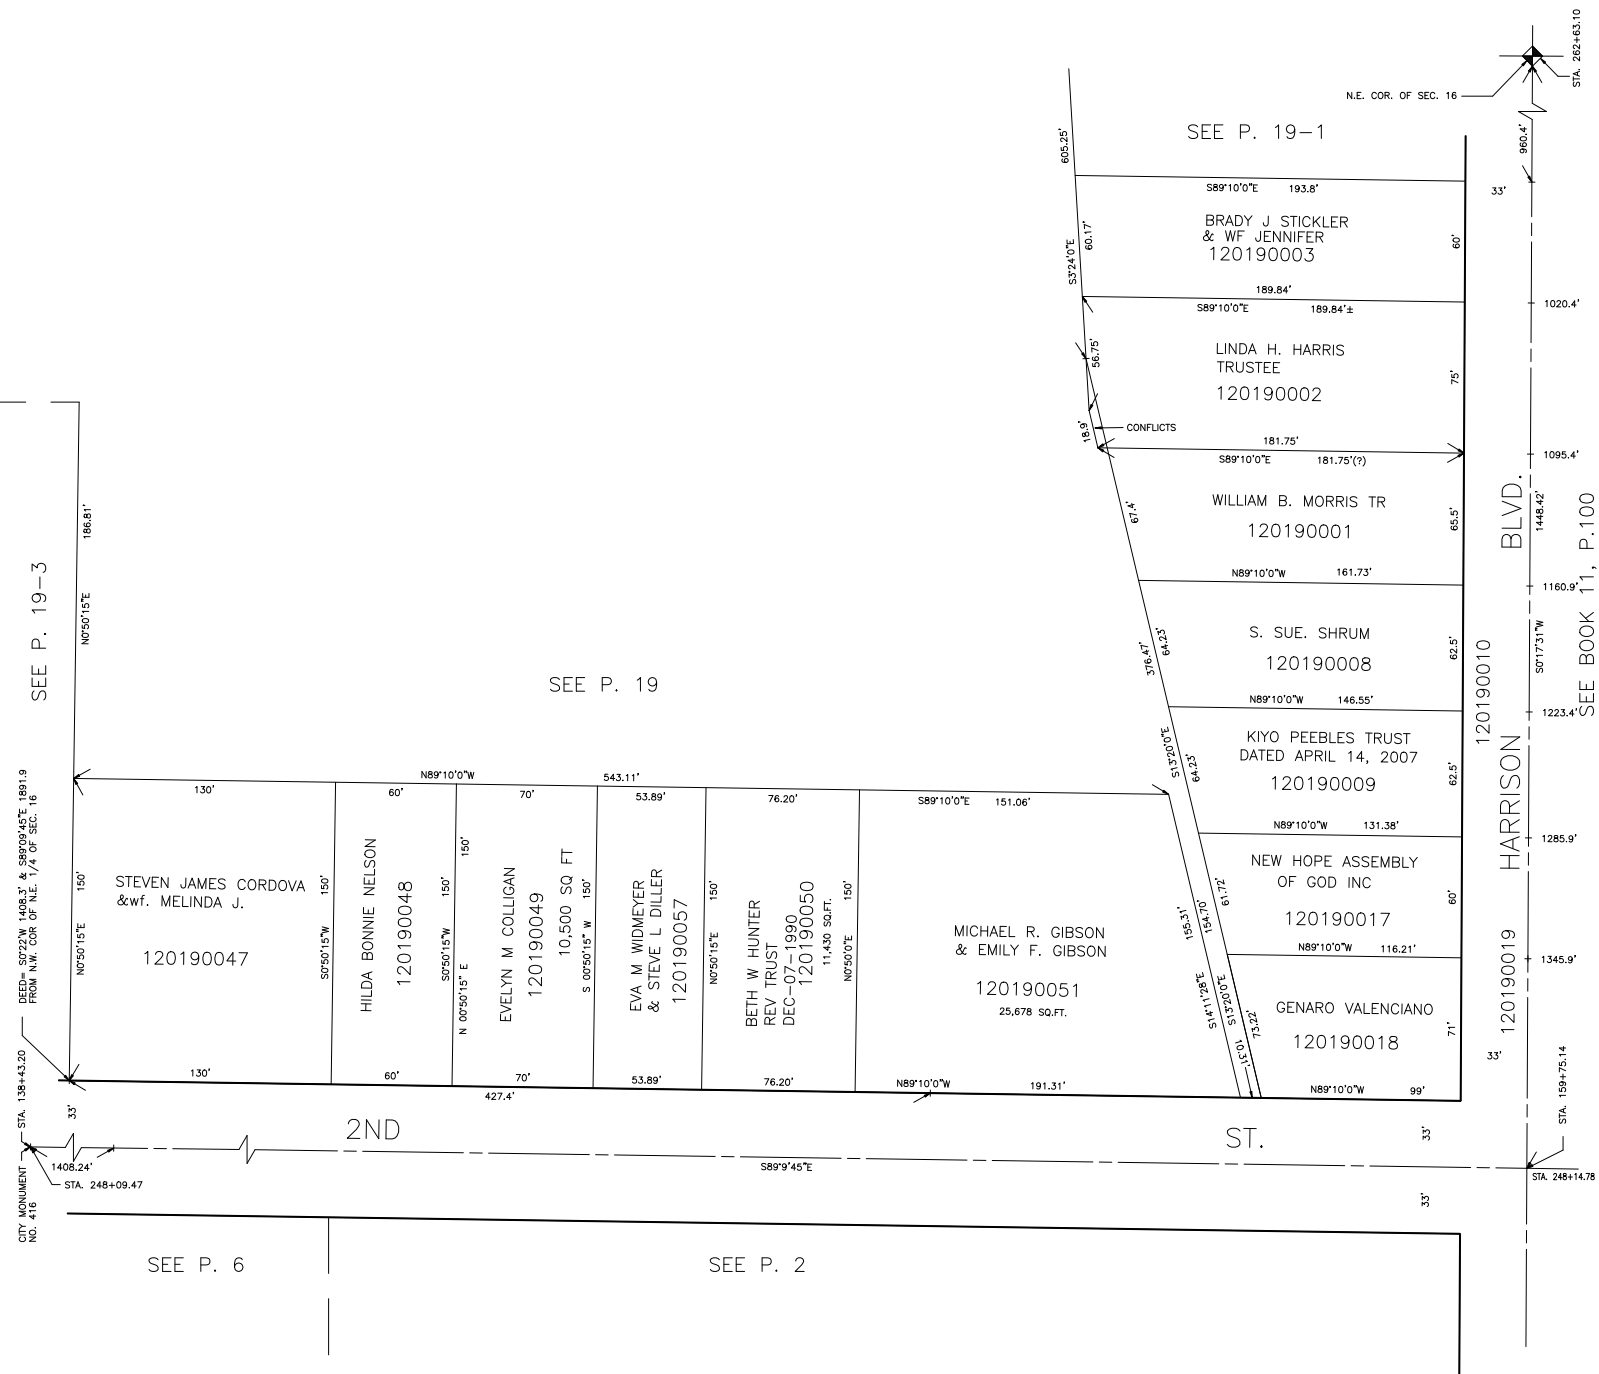 STA. 262+63.10
N.E. COR. OF SEC. 16
SEE P. 19-1
960.4'
605.25'
S89°10'0"E 193.8'
33'
BRADY J STICKLER
& WF JENNIFER
120190003
60'
60.17'
S3°24'0"E
189.84'
S89°10'0"E 189.84'±
1020.4'
LINDA H. HARRIS
TRUSTEE
120190002
56.75'
75'
18.9'
CONFLICTS
181.75'
S89°10'0"E 181.75'(?)
1095.4'
WILLIAM B. MORRIS TR
120190001
67.4'
65.5'
BLVD.
1448.42'
SEE BOOK 11, P.100
N89°10'0"W 161.73'
1160.9'
S. SUE. SHRUM
120190008
376.47'
64.23'
62.5'
120190010
S0°17'31"W
N89°10'0"W 146.55'
1223.4'
KIYO PEEBLES TRUST
DATED APRIL 14, 2007
120190009
S13°20'0"E
64.23'
62.5'
HARRISON
N89°10'0"W 131.38'
1285.9'
NEW HOPE ASSEMBLY
OF GOD INC
120190017
61.72'
60'
N89°10'0"W 116.21'
1345.9'
120190019
GENARO VALENCIANO
120190018
73.22'
71'
33'
N89°10'0"W 99'
STA. 159+75.14
SEE P. 19-3
186.81'
N0°50'15"E
SEE P. 19
DEED= S0°22'W 1408.3' & S89°09'45"E 1891.9
FROM N.W. COR OF N.E. 1/4 OF SEC. 16
N89°10'0"W 543.11'
130'
60'
70'
53.89'
76.20'
S89°10'0"E 151.06'
150'
N0°50'15"E
STEVEN JAMES CORDOVA
&wf. MELINDA J.
120190047
150'
S0°50'15"W
HILDA BONNIE NELSON
120190048
150'
S0°50'15"W
150'
N 00°50'15" E
EVELYN M COLLIGAN
120190049
10,500 SQ FT
S 00°50'15" W 150'
EVA M WIDMEYER
& STEVE L DILLER
120190057
150'
N0°50'15"E
BETH W HUNTER
REV TRUST
DEC-07-1990
120190050
11,430 SQ.FT.
150'
N0°50'0"E
MICHAEL R. GIBSON
& EMILY F. GIBSON
120190051
25,678 SQ.FT.
155.31'
154.70'
S14°11'28"E
S13°20'0"E
130'
60'
70'
53.89'
76.20'
N89°10'0"W 191.31'
427.4'
STA. 138+43.20
33'
2ND ST.
33'
1408.24'
S89°9'45"E
STA. 248+09.47
STA. 248+14.78
CITY MONUMENT
NO. 416
33'
SEE P. 6
SEE P. 2